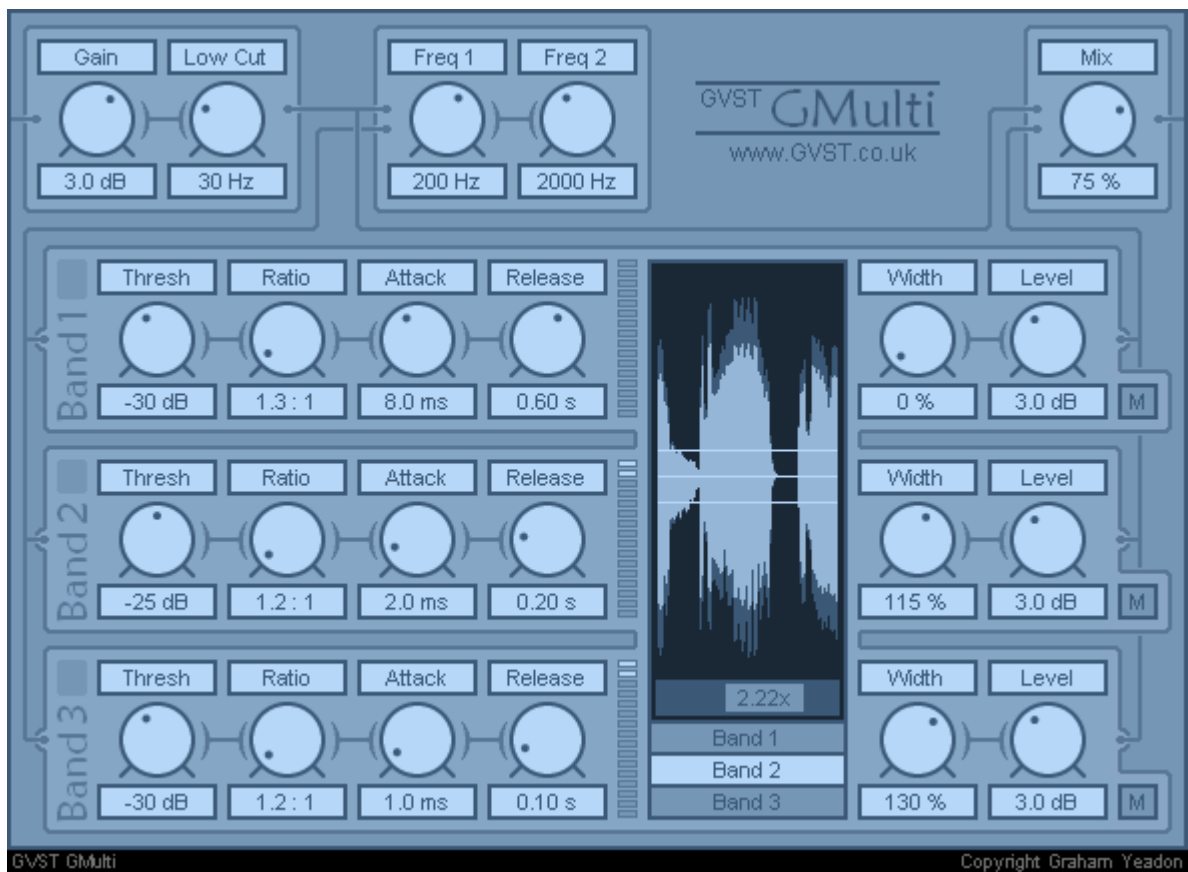 Gain Low Cut Freq 1 Freq 2 Mix
GVST GMulti
www.GVST.co.uk
3.0 dB 30 Hz 200 Hz 2000 Hz 75 %
Band 1
Thresh Ratio Attack Release Width Level
-30 dB 1.3 : 1 8.0 ms 0.60 s 0 % 3.0 dB M
Band 2
Thresh Ratio Attack Release Width Level
-25 dB 1.2 : 1 2.0 ms 0.20 s 115 % 3.0 dB M
Band 3
Thresh Ratio Attack Release Width Level
2.22x
Band 1
Band 2
Band 3
-30 dB 1.2 : 1 1.0 ms 0.10 s 130 % 3.0 dB M
GVST GMulti Copyright Graham Yeadon